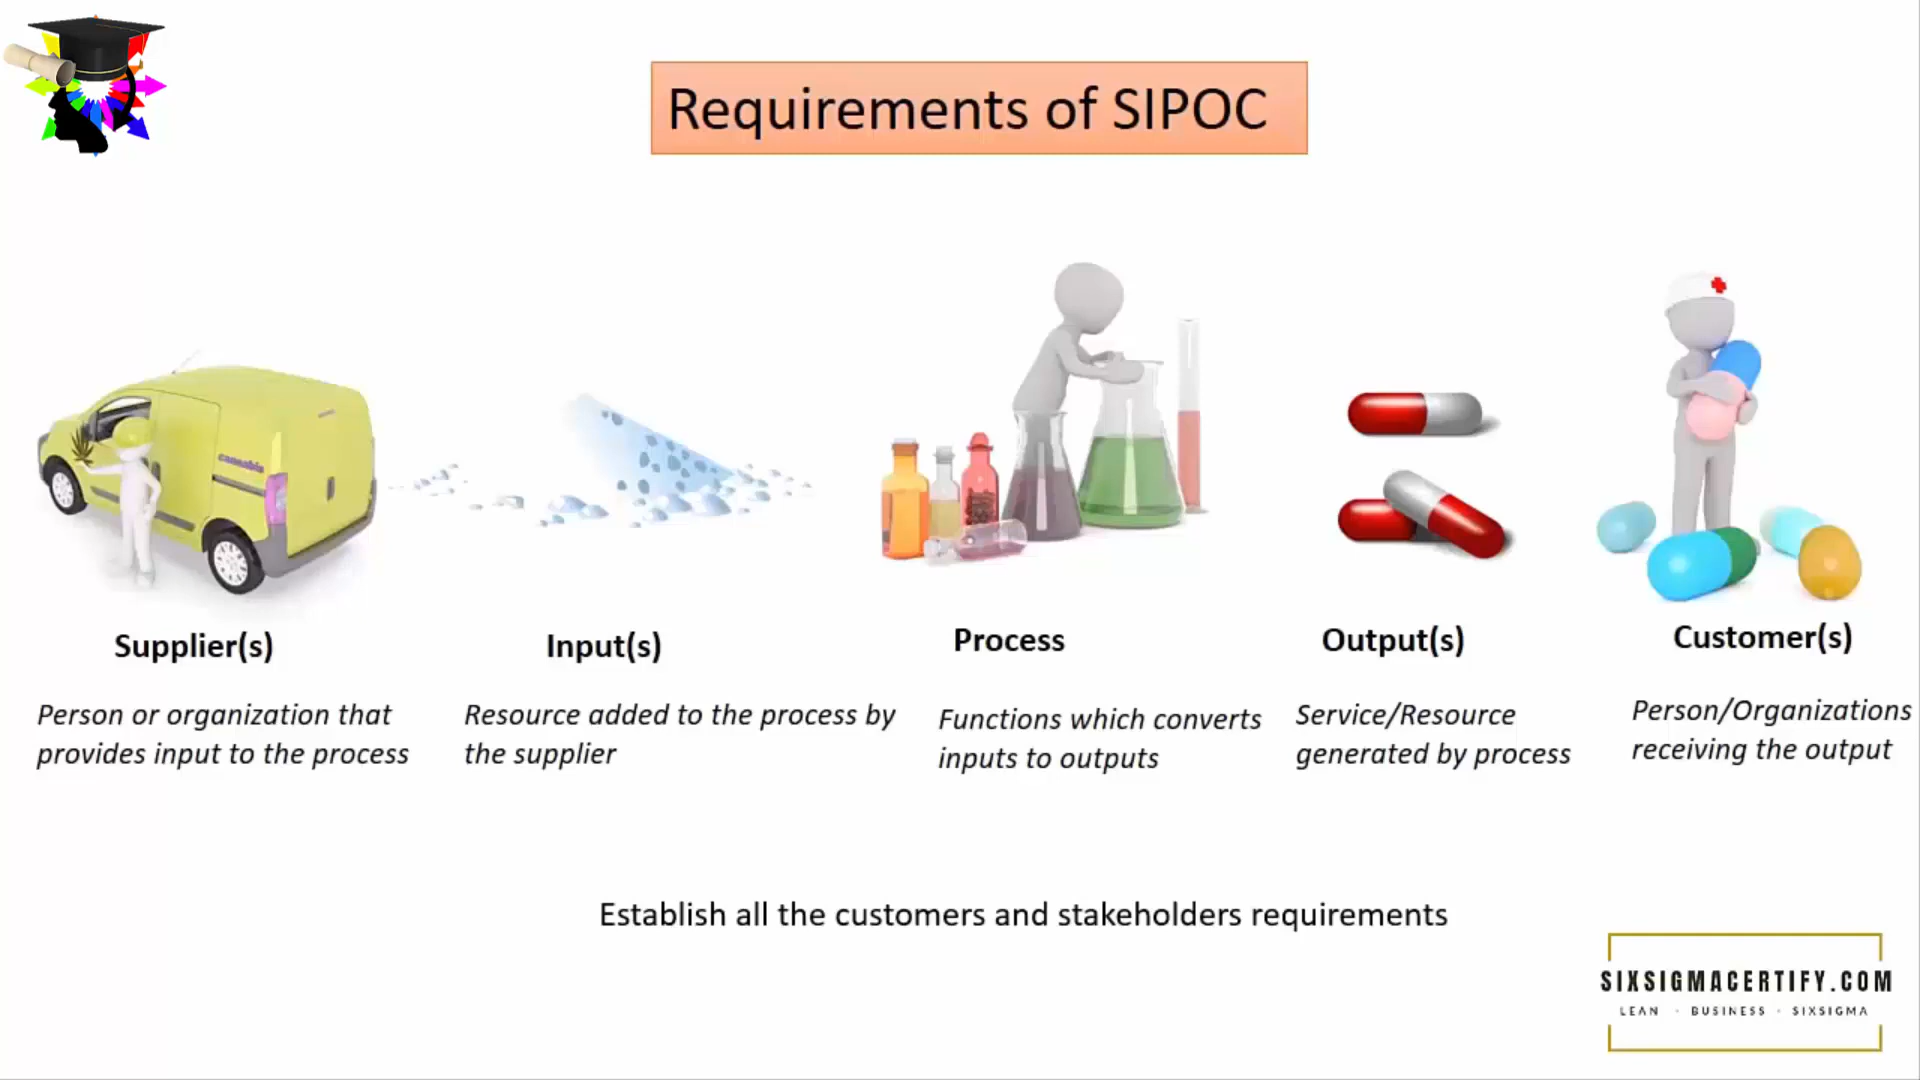 Requirements of SIPOC
cannabis
Supplier(s)
Input(s)
Process
Output(s)
Customer(s)
Person or organization that
provides input to the process
Resource added to the process by
the supplier
Functions which converts
inputs to outputs
Service/Resource
generated by process
Person/Organizations
receiving the output
Establish all the customers and stakeholders requirements
SIXSIGMACERTIFY.COM
LEAN · BUSINESS · SIXSIGMA